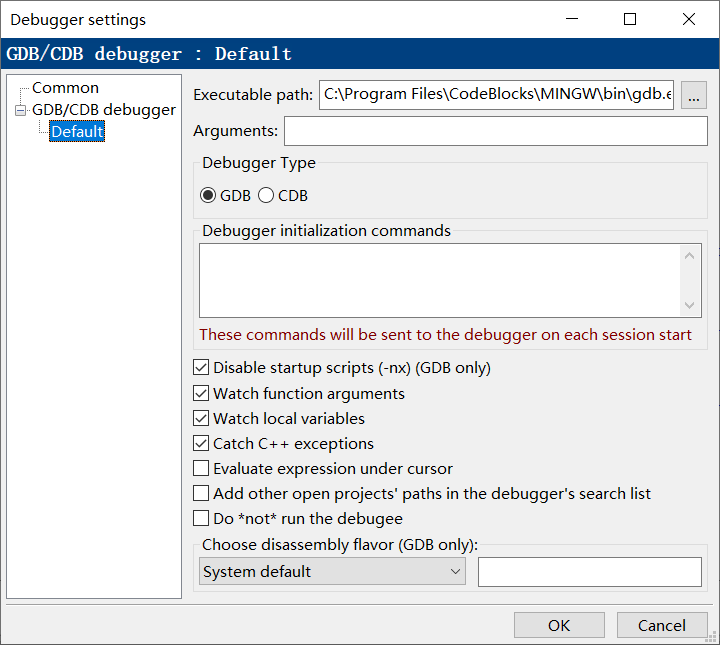 Debugger settings
GDB/CDB debugger : Default
Common
GDB/CDB debugger
Default
Executable path: C:\Program Files\CodeBlocks\MINGW\bin\gdb.e ...
Arguments:
Debugger Type
GDB CDB
Debugger initialization commands
These commands will be sent to the debugger on each session start
Disable startup scripts (-nx) (GDB only)
Watch function arguments
Watch local variables
Catch C++ exceptions
Evaluate expression under cursor
Add other open projects' paths in the debugger's search list
Do *not* run the debugee
Choose disassembly flavor (GDB only):
System default
OK Cancel